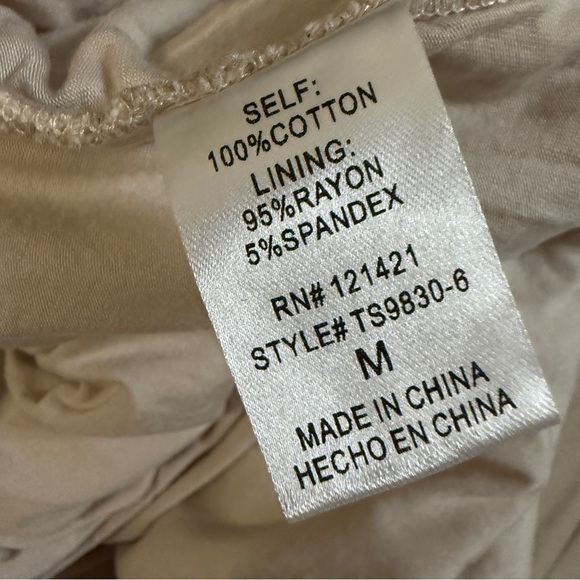 SELF:
100%COTTON
LINING:
95%RAYON
5%SPANDEX
RN# 121421
STYLE# TS9830-6
M
MADE IN CHINA
HECHO EN CHINA